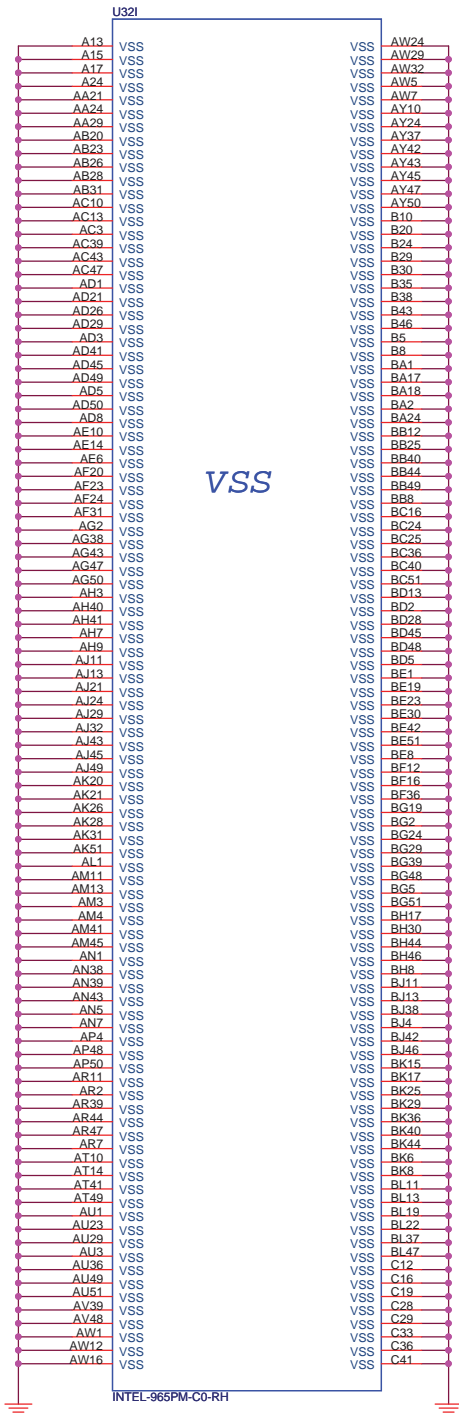 U32I
A13 VSS VSS AW24
A15 VSS VSS AW29
A17 VSS VSS AW32
A24 VSS VSS AW5
AA21 VSS VSS AW7
AA24 VSS VSS AY10
AA29 VSS VSS AY24
AB20 VSS VSS AY37
AB23 VSS VSS AY42
AB26 VSS VSS AY43
AB28 VSS VSS AY45
AB31 VSS VSS AY47
AC10 VSS VSS AY50
AC13 VSS VSS B10
AC3 VSS VSS B20
AC39 VSS VSS B24
AC43 VSS VSS B29
AC47 VSS VSS B30
AD1 VSS VSS B35
AD21 VSS VSS B38
AD26 VSS VSS B43
AD29 VSS VSS B46
AD3 VSS VSS B5
AD41 VSS VSS B8
AD45 VSS VSS BA1
AD49 VSS VSS BA17
AD5 VSS VSS BA18
AD50 VSS VSS BA2
AD8 VSS VSS BA24
AE10 VSS VSS BB12
AE14 VSS VSS BB25
AE6 VSS VSS BB40
AF20 VSS VSS BB44
VSS
AF23 VSS VSS BB49
AF24 VSS VSS BB8
AF31 VSS VSS BC16
AG2 VSS VSS BC24
AG38 VSS VSS BC25
AG43 VSS VSS BC36
AG47 VSS VSS BC40
AG50 VSS VSS BC51
AH3 VSS VSS BD13
AH40 VSS VSS BD2
AH41 VSS VSS BD28
AH7 VSS VSS BD45
AH9 VSS VSS BD48
AJ11 VSS VSS BD5
AJ13 VSS VSS BE1
AJ21 VSS VSS BE19
AJ24 VSS VSS BE23
AJ29 VSS VSS BE30
AJ32 VSS VSS BE42
AJ43 VSS VSS BE51
AJ45 VSS VSS BE8
AJ49 VSS VSS BF12
AK20 VSS VSS BF16
AK21 VSS VSS BF36
AK26 VSS VSS BG19
AK28 VSS VSS BG2
AK31 VSS VSS BG24
AK51 VSS VSS BG29
AL1 VSS VSS BG39
AM11 VSS VSS BG48
AM13 VSS VSS BG5
AM3 VSS VSS BG51
AM4 VSS VSS BH17
AM41 VSS VSS BH30
AM45 VSS VSS BH44
AN1 VSS VSS BH46
AN38 VSS VSS BH8
AN39 VSS VSS BJ11
AN43 VSS VSS BJ13
AN5 VSS VSS BJ38
AN7 VSS VSS BJ4
AP4 VSS VSS BJ42
AP48 VSS VSS BJ46
AP50 VSS VSS BK15
AR11 VSS VSS BK17
AR2 VSS VSS BK25
AR39 VSS VSS BK29
AR44 VSS VSS BK36
AR47 VSS VSS BK40
AR7 VSS VSS BK44
AT10 VSS VSS BK6
AT14 VSS VSS BK8
AT41 VSS VSS BL11
AT49 VSS VSS BL13
AU1 VSS VSS BL19
AU23 VSS VSS BL22
AU29 VSS VSS BL37
AU3 VSS VSS BL47
AU36 VSS VSS C12
AU49 VSS VSS C16
AU51 VSS VSS C19
AV39 VSS VSS C28
AV48 VSS VSS C29
AW1 VSS VSS C33
AW12 VSS VSS C36
AW16 VSS VSS C41
INTEL-965PM-C0-RH